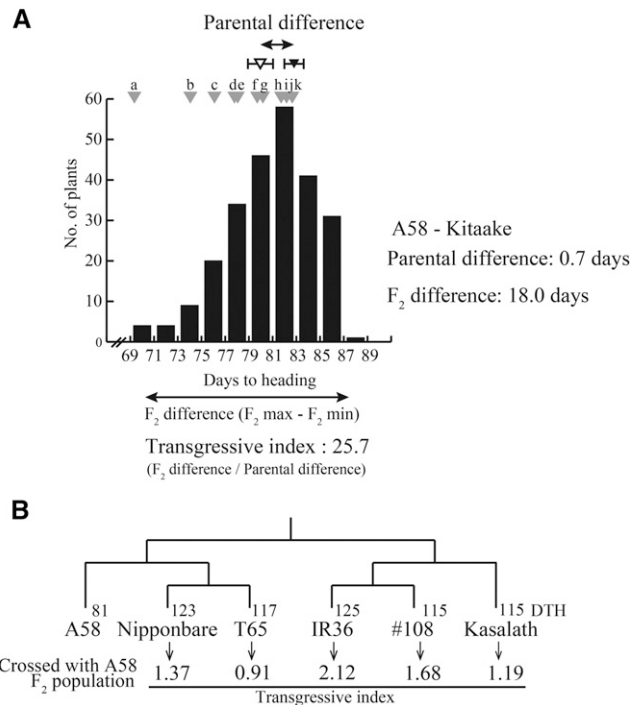 A
Parental difference
a b c de fg hijk
60
50
40
30
20
10
0
No. of plants
69 71 73 75 77 79 81 83 85 87 89
Days to heading
F2 difference (F2 max - F2 min)
Transgressive index : 25.7
(F2 difference / Parental difference)
A58 - Kitaake
Parental difference: 0.7 days
F2 difference: 18.0 days
B
81 123 117 125 115 115 DTH
A58 Nipponbare T65 IR36 #108 Kasalath
Crossed with A58
F2 population
1.37 0.91 2.12 1.68 1.19
Transgressive index